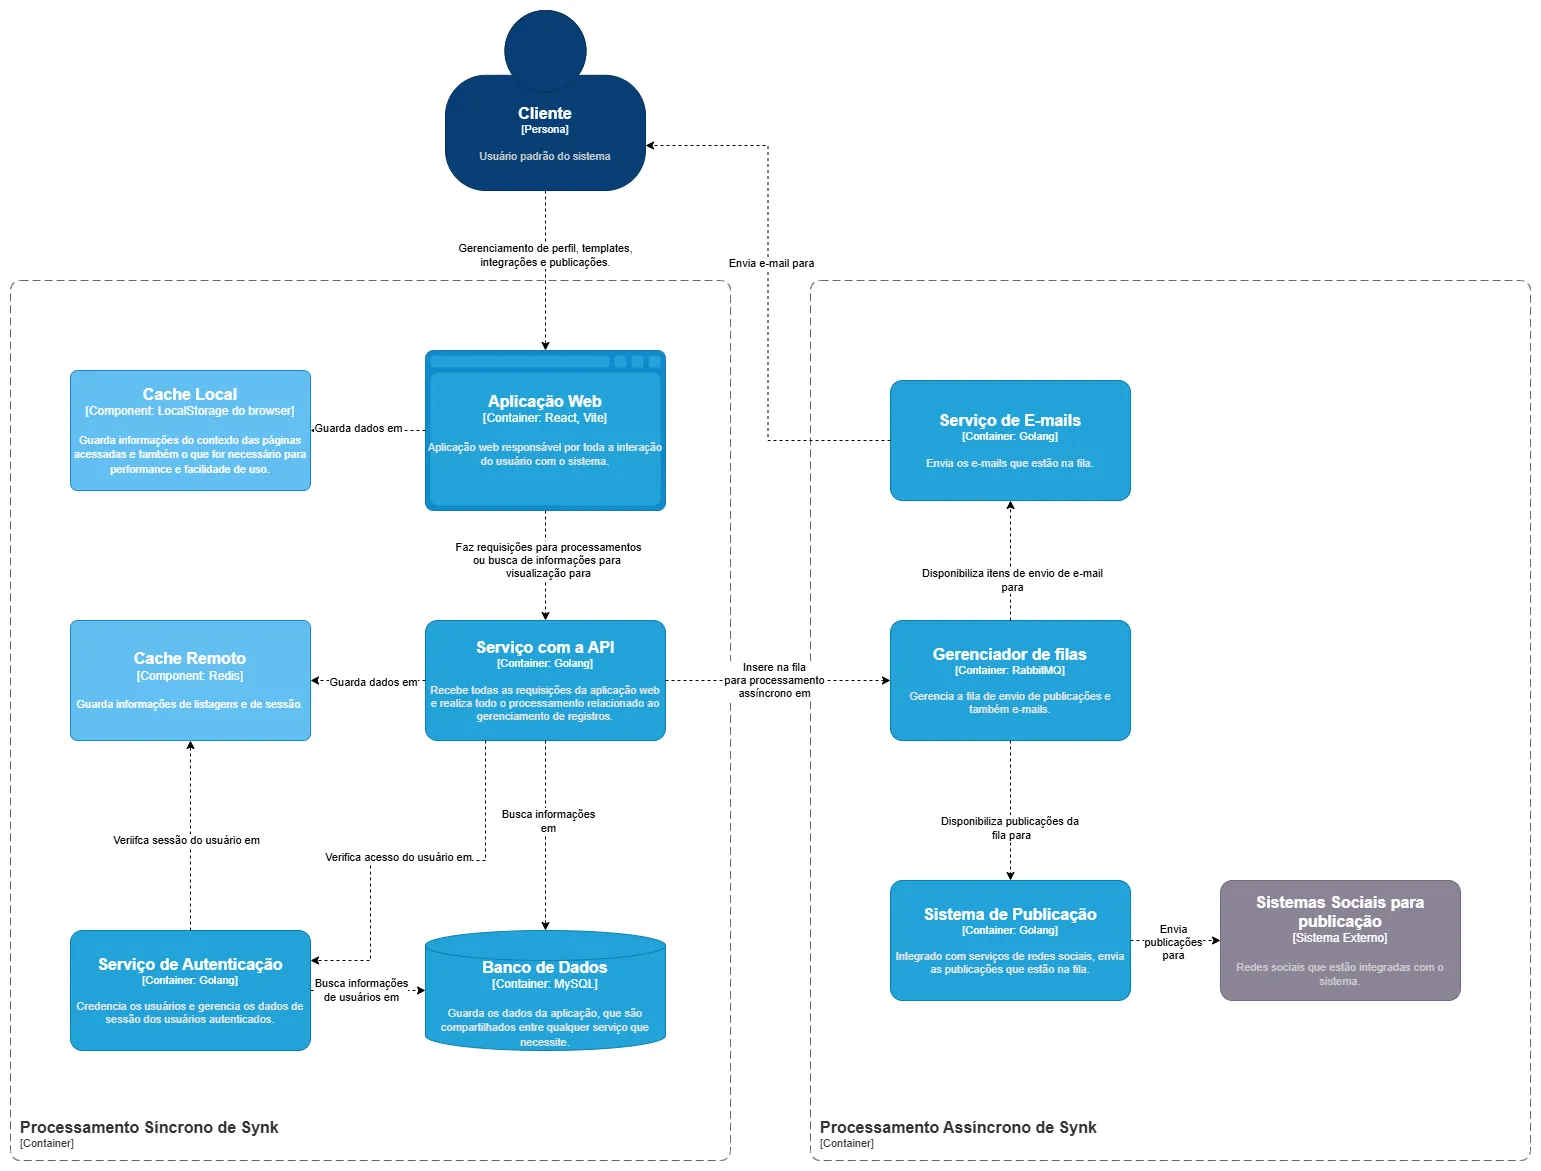 Cliente
[Persona]
Usuário padrão do sistema
Gerenciamento de perfil, templates,
integrações e publicações.
Envia e-mail para
Cache Local
[Component: LocalStorage do browser]
Guarda informações do contexto das páginas
acessadas e também o que for necessário para
performance e facilidade de uso.
Guarda dados em
Aplicação Web
[Container: React, Vite]
Aplicação web responsável por toda a interação
do usuário com o sistema.
Serviço de E-mails
[Container: Golang]
Envia os e-mails que estão na fila.
Faz requisições para processamentos
ou busca de informações para
visualização para
Disponibiliza itens de envio de e-mail
para
Cache Remoto
[Component: Redis]
Guarda informações de listagens e de sessão.
Guarda dados em
Serviço com a API
[Container: Golang]
Recebe todas as requisições da aplicação web
e realiza todo o processamento relacionado ao
gerenciamento de registros.
Insere na fila
para processamento
assíncrono em
Gerenciador de filas
[Container: RabbitMQ]
Gerencia a fila de envio de publicações e
também e-mails.
Veriifca sessão do usuário em
Verifica acesso do usuário em
Busca informações
em
Disponibiliza publicações da
fila para
Serviço de Autenticação
[Container: Golang]
Credencia os usuários e gerencia os dados de
sessão dos usuários autenticados.
Busca informações
de usuários em
Banco de Dados
[Container: MySQL]
Guarda os dados da aplicação, que são
compartilhados entre qualquer serviço que
necessite.
Sistema de Publicação
[Container: Golang]
Integrado com serviços de redes sociais, envia
as publicações que estão na fila.
Envia
publicações
para
Sistemas Sociais para
publicação
[Sistema Externo]
Redes sociais que estão integradas com o
sistema.
Processamento Síncrono de Synk
[Container]
Processamento Assíncrono de Synk
[Container]